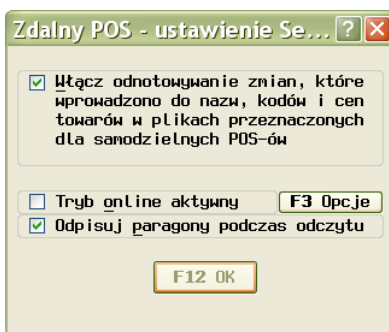 Zdalny POS - ustawienie Se...
Włącz odnotowywanie zmian, które
wprowadzono do nazw, kodów i cen
towarów w plikach przeznaczonych
dla samodzielnych POS-ów
Tryb online aktywny F3 Opcje
Odpisuj paragony podczas odczytu
F12 OK